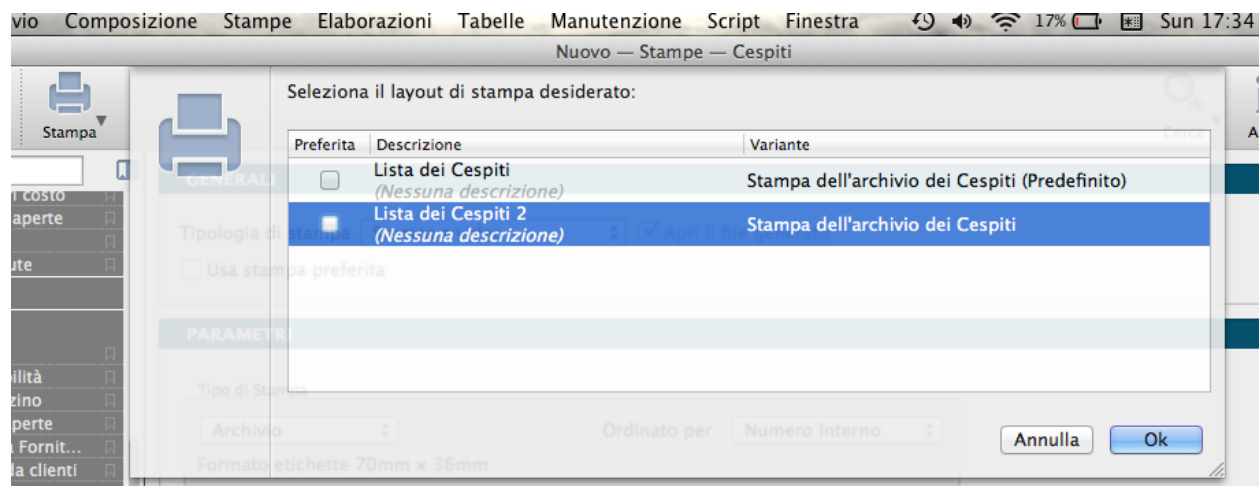 vio Composizione Stampe Elaborazioni Tabelle Manutenzione Script Finestra 17% Sun 17:34
Nuovo — Stampe — Cespiti
Stampa
Seleziona il layout di stampa desiderato:
Cerca
Preferita Descrizione Variante
Lista dei Cespiti
(Nessuna descrizione)
Stampa dell'archivio dei Cespiti (Predefinito)
Lista dei Cespiti 2
(Nessuna descrizione)
Stampa dell'archivio dei Cespiti
GENERALI
Tipologia di stampa
Apri il file
Usa stampa preferita
PARAMETRI
Tipo di Stampa
Archivio Ordinato per Numero Interno
Formato etichette 70mm x 36mm
costo
aperte
ute
ilità
zino
perte
Fornit...
da clienti
Annulla Ok